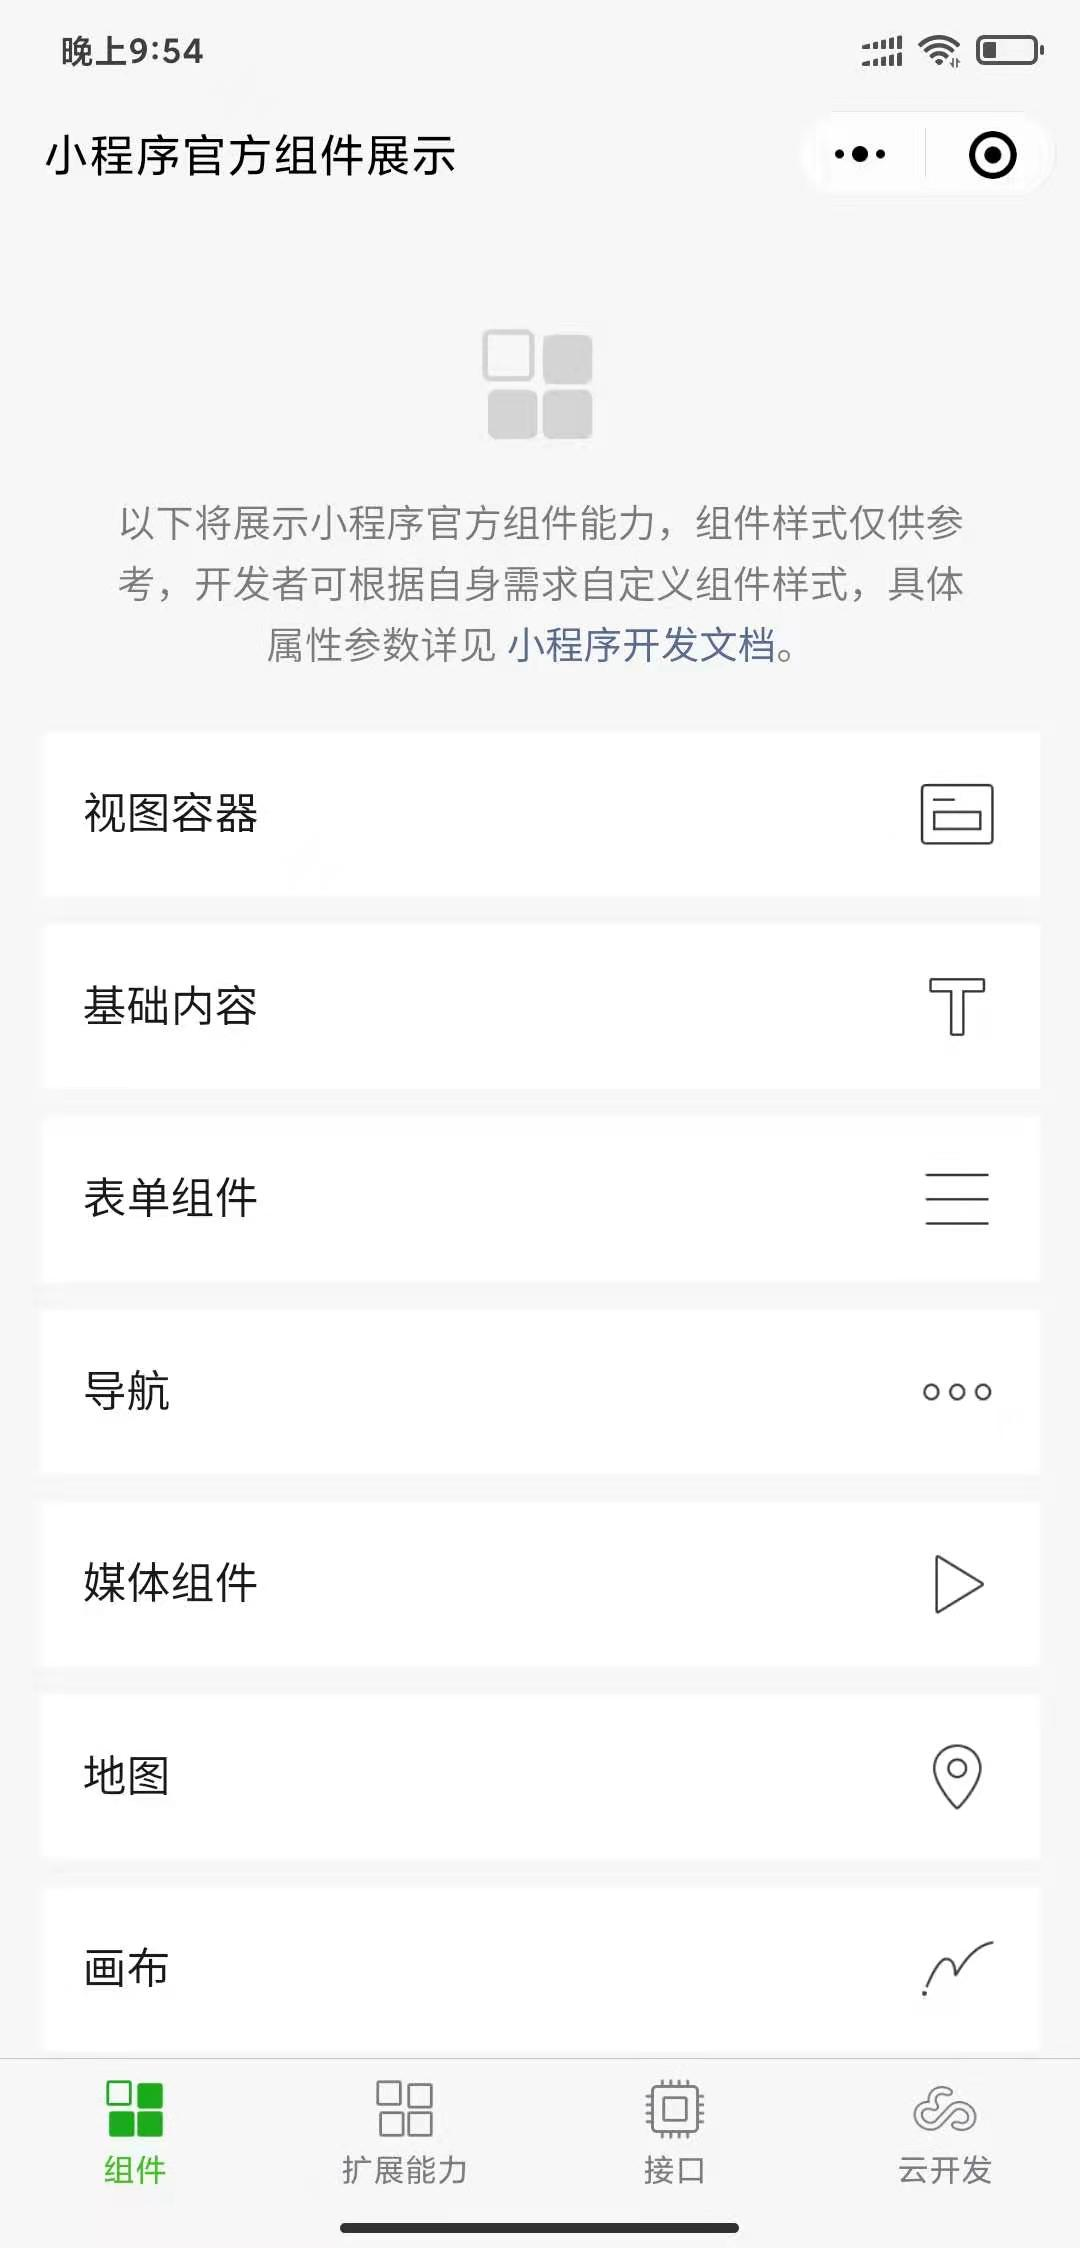 晚上9:54
小程序官方组件展示
以下将展示小程序官方组件能力，组件样式仅供参
考，开发者可根据自身需求自定义组件样式，具体
属性参数详见 小程序开发文档。
视图容器
基础内容
表单组件
导航
媒体组件
地图
画布
组件
扩展能力
接口
云开发